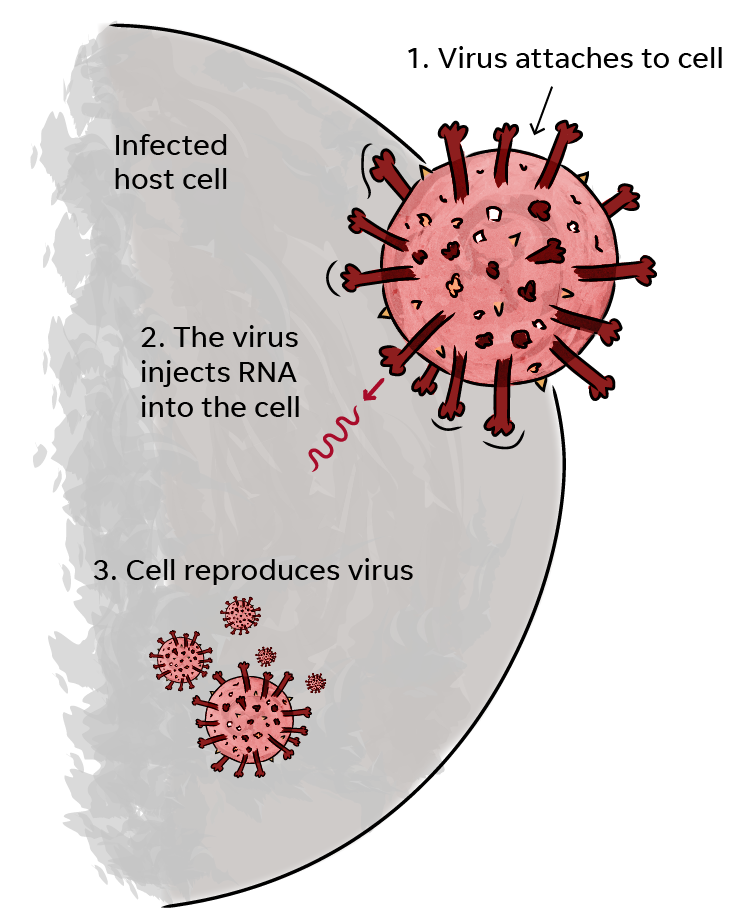 1. Virus attaches to cell
Infected
host cell
2. The virus
injects RNA
into the cell
3. Cell reproduces virus